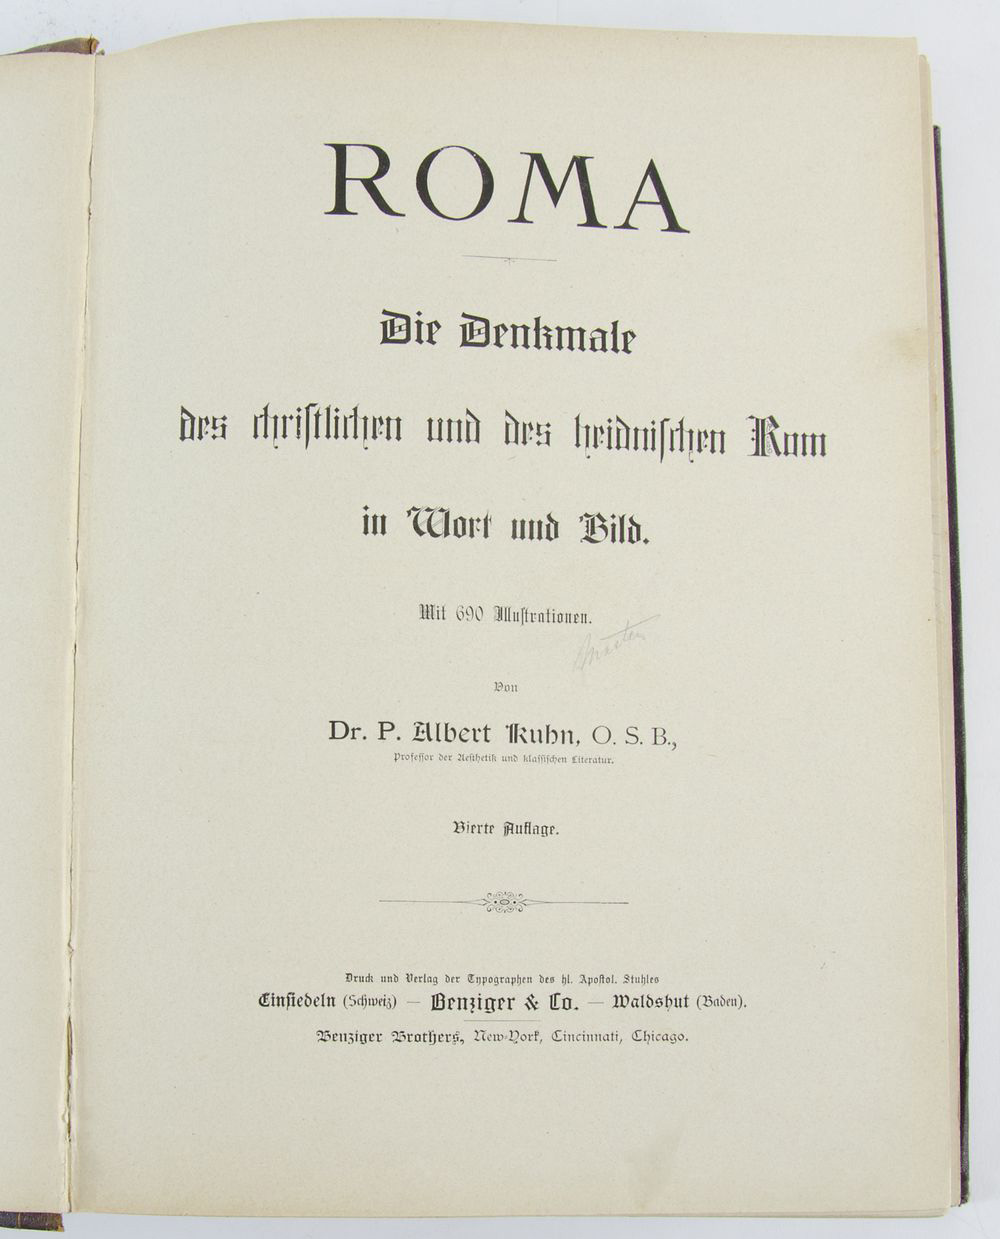 ROMA
Die Denkmale
des christlichen und des heidnischen Rom
in Wort und Bild.
Mit 690 Illustrationen.
Von
Dr. P. Albert Kuhn, O. S. B.,
Professor der Aesthetik und klassischen Literatur.
Vierte Auflage.
Druck und Verlag der Typographen des hl. Apostol. Stuhles
Einsiedeln (Schweiz) — Benziger & Co. — Waldshut (Baden).
Benziger Brothers, New-York, Cincinnati, Chicago.